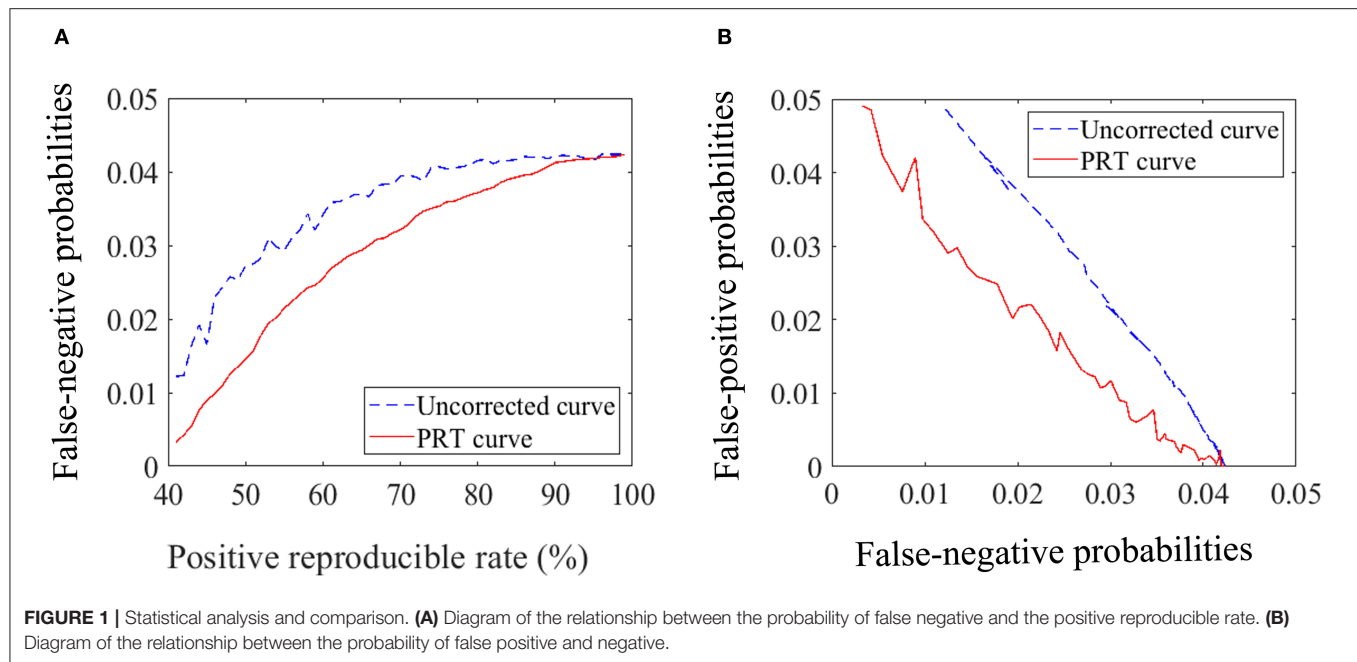 A
False-negative probabilities
0.05
0.04
0.03
0.02
0.01
0
40
50
60
70
80
90
100
Uncorrected curve
PRT curve
Positive reproducible rate (%)
B
False-positive probabilities
0.05
0.04
0.03
0.02
0.01
0
0
0.01
0.02
0.03
0.04
0.05
Uncorrected curve
PRT curve
False-negative probabilities
FIGURE 1 | Statistical analysis and comparison. (A) Diagram of the relationship between the probability of false negative and the positive reproducible rate. (B)
Diagram of the relationship between the probability of false positive and negative.